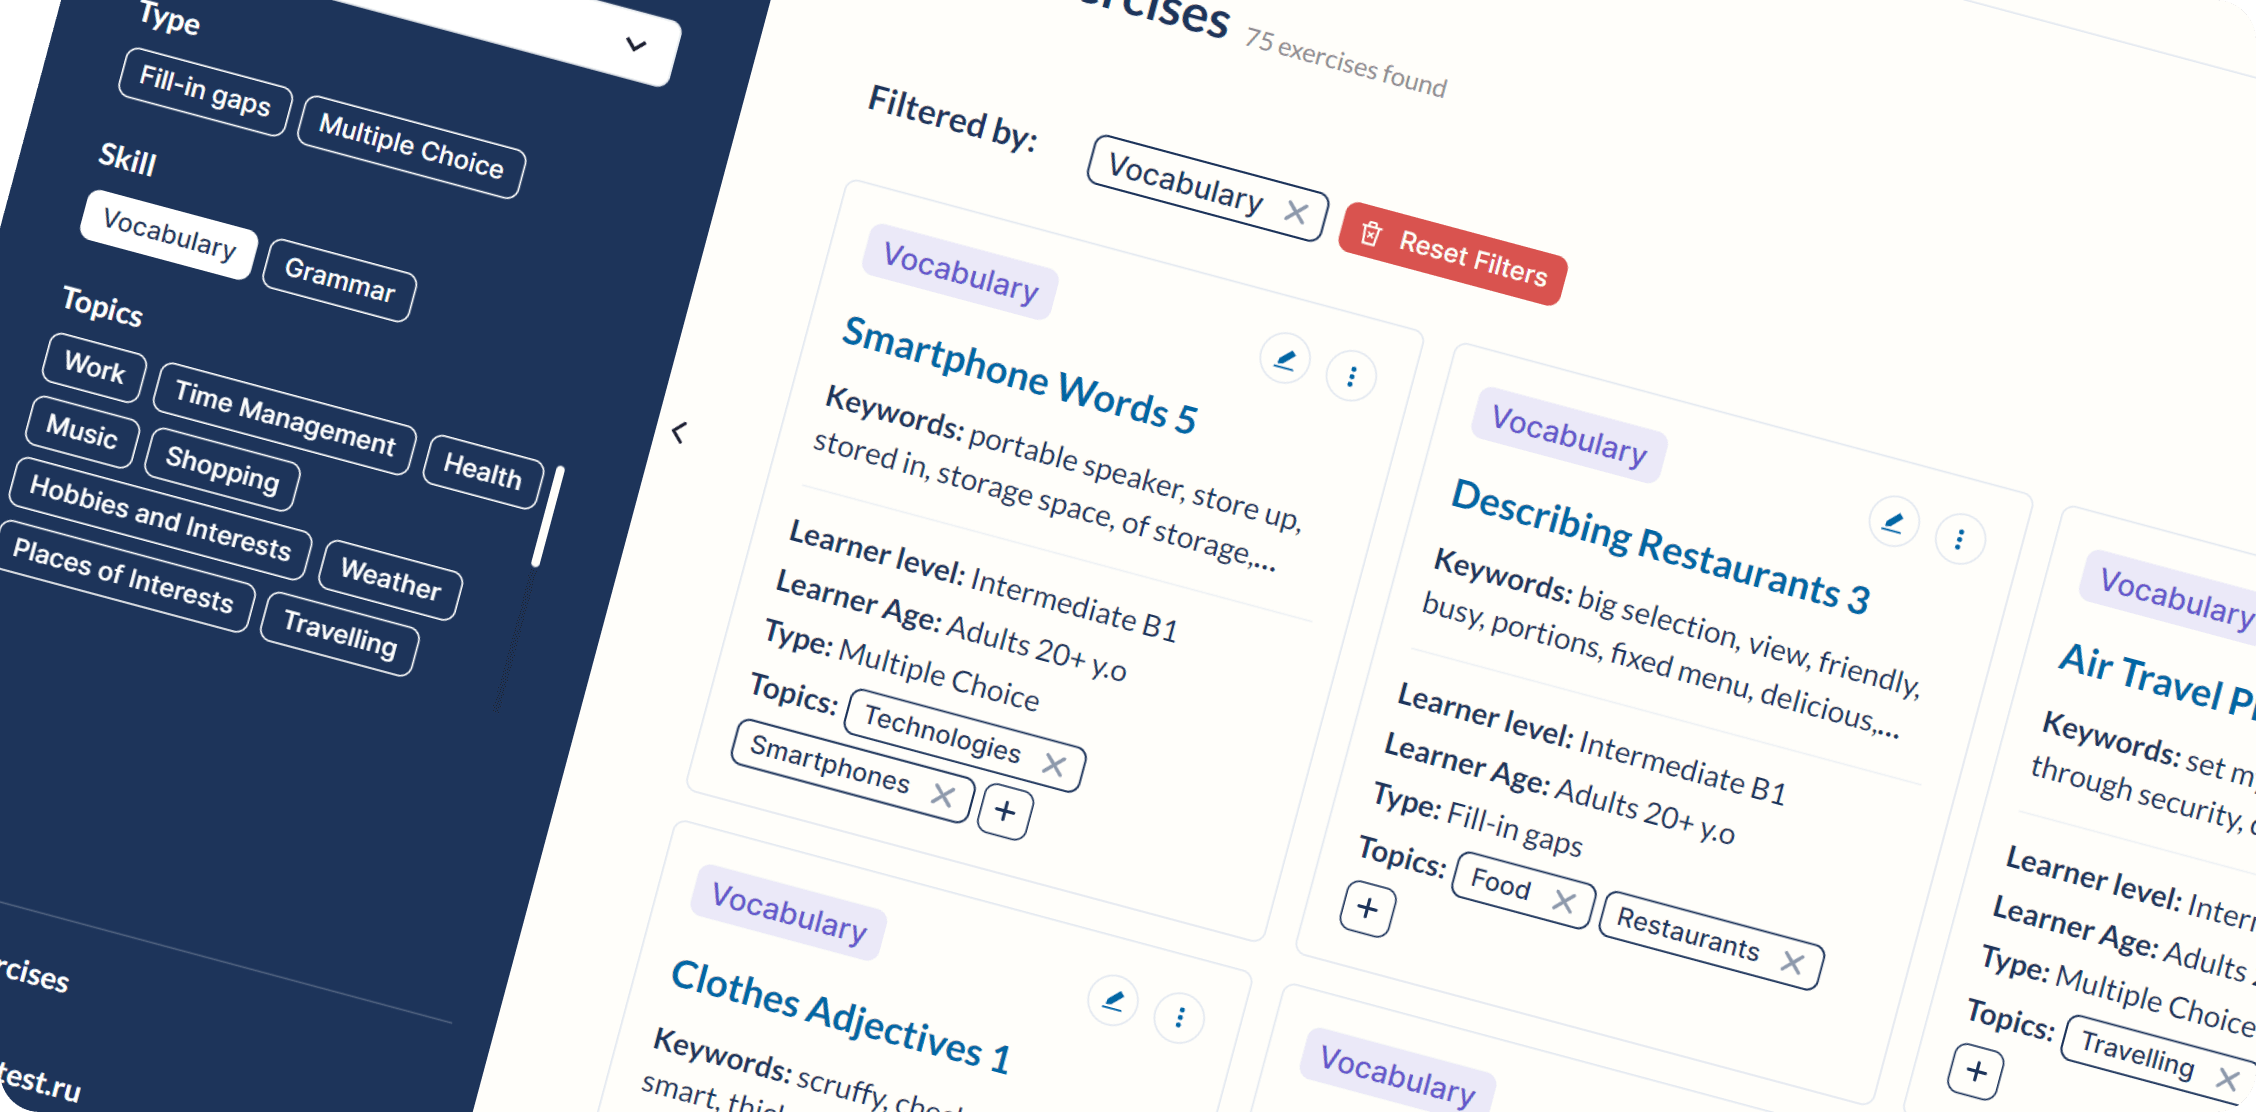 Type
Fill-in gaps
Multiple Choice
Skill
Vocabulary
Grammar
Topics
Work
Time Management
Health
Music
Shopping
Hobbies and Interests
Weather
Places of Interests
Travelling
75 exercises found
Filtered by:
Vocabulary
Reset Filters
Vocabulary
Smartphone Words 5
Keywords: portable speaker, store up,
stored in, storage space, of storage,...
Learner level: Intermediate B1
Learner Age: Adults 20+ y.o
Type: Multiple Choice
Topics: Technologies
Smartphones
Vocabulary
Describing Restaurants 3
Keywords: big selection, view, friendly,
busy, portions, fixed menu, delicious,...
Learner level: Intermediate B1
Learner Age: Adults 20+ y.o
Type: Fill-in gaps
Topics: Food
Restaurants
Vocabulary
Air Travel
Keywords: set
through security,
Learner level:
Learner Age: Adults
Type: Multiple Choice
Topics: Travelling
Vocabulary
Clothes Adjectives 1
Keywords: scruffy,
smart,
Vocabulary
rcises
test.ru